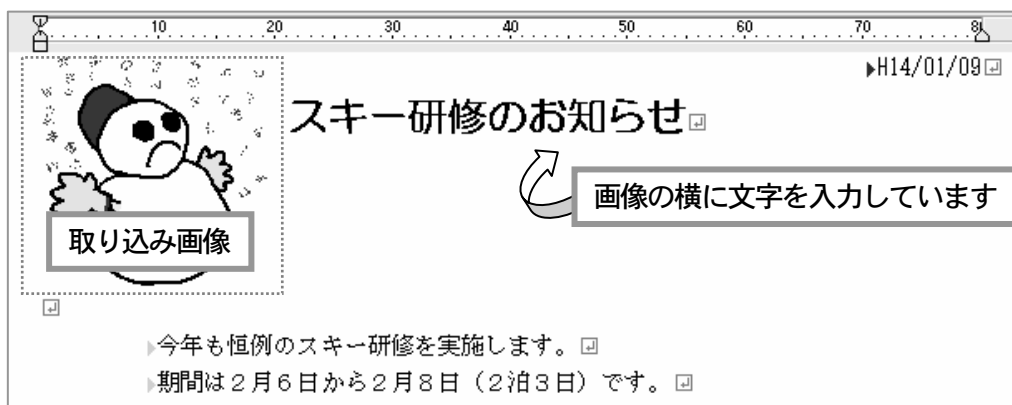 10 20 30 40 50 60 70 80
H14/01/09
スキー研修のお知らせ
画像の横に文字を入力しています
取り込み画像
今年も恒例のスキー研修を実施します。
期間は2月6日から2月8日（2泊3日）です。